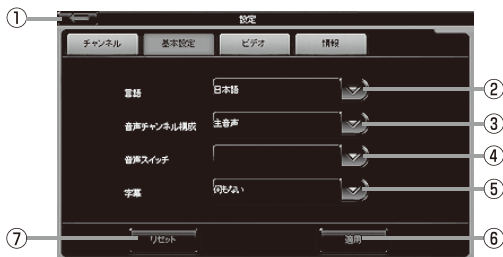 ① 設定
チャンネル 基本設定 ビデオ 情報
言語 日本語 ②
音声チャンネル構成 主音声 ③
音声スイッチ ④
字幕 何もない ⑤
⑦ リセット 適用 ⑥